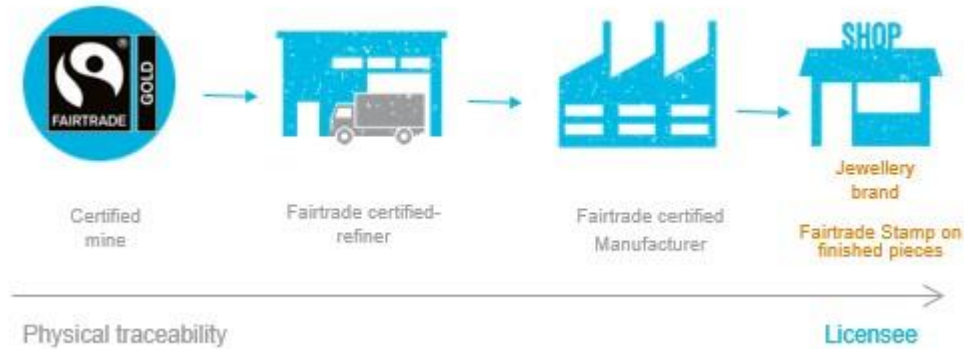 FAIRTRADE
GOLD
SHOP
Certified
mine
Fairtrade certified-
refiner
Fairtrade certified
Manufacturer
Jewellery
brand
Fairtrade Stamp on
finished pieces
Physical traceability
Licensee